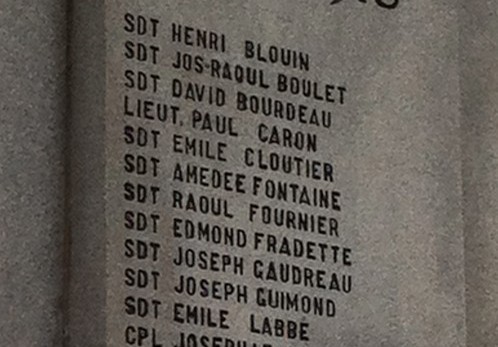 SDT HENRI BLOUIN
SDT JOS-RAOUL BOULET
SDT DAVID BOURDEAU
LIEUT. PAUL CARON
SDT EMILE CLOUTIER
SDT AMEDEE FONTAINE
SDT RAOUL FOURNIER
SDT EDMOND FRADETTE
SDT JOSEPH GAUDREAU
SDT JOSEPH GUIMOND
SDT EMILE LABBÉ
CPL